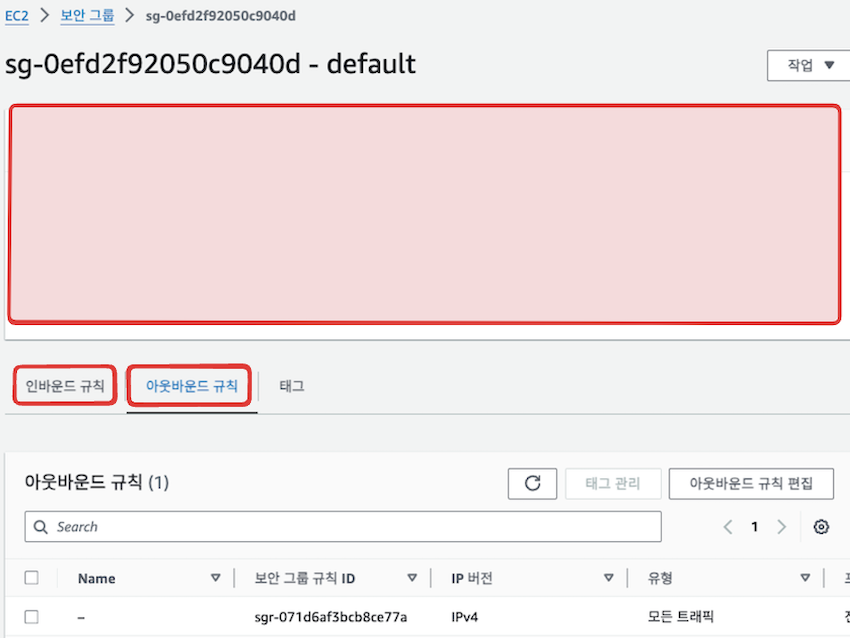 EC2 > 보안 그룹 > sg-0efd2f92050c9040d
sg-0efd2f92050c9040d - default
작업
인바운드 규칙 아웃바운드 규칙 태그
아웃바운드 규칙 (1)
태그 관리 아웃바운드 규칙 편집
Search
1
Name 보안 그룹 규칙 ID IP 버전 유형
– sgr-071d6af3bcb8ce77a IPv4 모든 트래픽